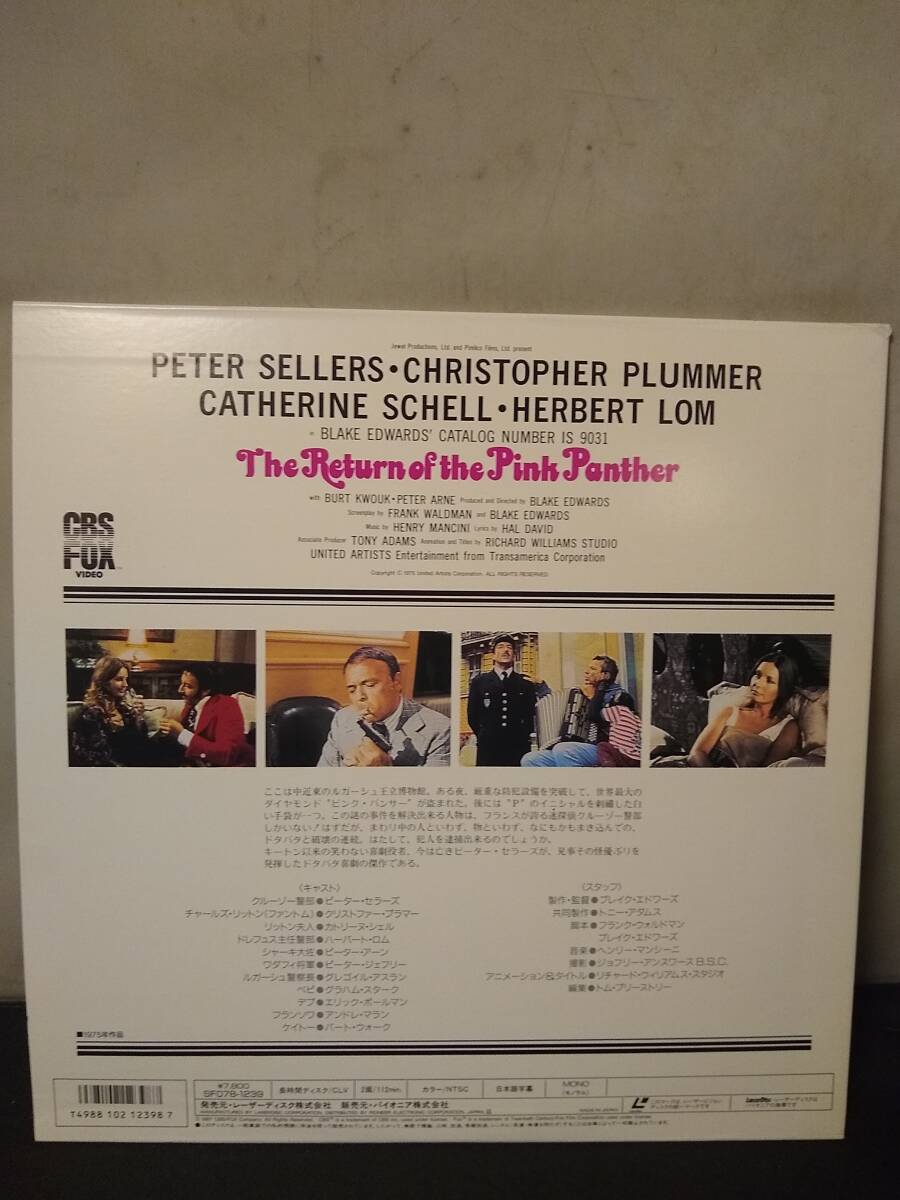 Jewel Productions, Ltd. and Pimlico Films, Ltd. present
PETER SELLERS・CHRISTOPHER PLUMMER
CATHERINE SCHELL・HERBERT LOM
BLAKE EDWARDS' CATALOG NUMBER IS 9031
The Return of the Pink Panther
with BURT KWOUK・PETER ARNE Produced and Directed by BLAKE EDWARDS
Screenplay by FRANK WALDMAN and BLAKE EDWARDS
Music by HENRY MANCINI Lyrics by HAL DAVID
Associate Producer TONY ADAMS Animation and Titles by RICHARD WILLIAMS STUDIO
UNITED ARTISTS Entertainment from Transamerica Corporation
Copyright © 1975 United Artists Corporation. ALL RIGHTS RESERVED
CBS
FOX
VIDEO
ここは中近東のルガーシュ王立博物館。ある夜、厳重な防犯設備を突破して、世界最大の
ダイヤモンド“ピンク・パンサー”が盗まれた。後には“P”のイニシャルを刺繍した白
い手袋が一つ。この謎の事件を解決出来る人物は、フランスが誇る迷探偵クルーゾー警部
しかいない！はずだが、まわり中の人といわず、物といわず、なにもかもまき込んでの、
ドタバタと破壊の連続。はたして、犯人を逮捕出来るのでしょうか。
キートン以来の笑わない喜劇役者、今は亡きピーター・セラーズが、見事その怪優ぶりを
発揮したドタバタ喜劇の傑作である。
〈キャスト〉
クルーゾー警部●ピーター・セラーズ
チャールズ・リットン(ファントム)●クリストファー・プラマー
リットン夫人●カトリーヌ・シェル
ドレフュス主任警部●ハーバート・ロム
シャーキ大佐●ピーター・アーン
ワダフィ将軍●ピーター・ジェフリー
ルガーシュ警察長●グレゴイル・アスラン
ペピ●グラハム・スターク
デブ●エリック・ポールマン
フランソワ●アンドレ・マラン
ケイトー●バート・ウォーク
〈スタッフ〉
製作・監督●ブレイク・エドワーズ
共同製作●トニー・アダムス
脚本●フランク・ウォルドマン
ブレイク・エドワーズ
音楽●ヘンリー・マンシーニ
撮影●ジョフリー・アンスワースB.S.C.
アニメーション&タイトル●リチャード・ウィリアムス・スタジオ
編集●トム・プリーストリー
■1975年作品
T4988 102 12398 7
¥7,800
SF078-1239
長時間ディスク/CLV
2面/112min.
カラー/NTSC
日本語字幕
MONO
(モノラル)
発売元・レーザーディスク株式会社 販売元・パイオニア株式会社
MANUFACTURED BY LASERDISC CORPORATION, DISTRIBUTED BY PIONEER ELECTRONIC CORPORATION, JAPAN
MADE IN JAPAN
LaserDisc